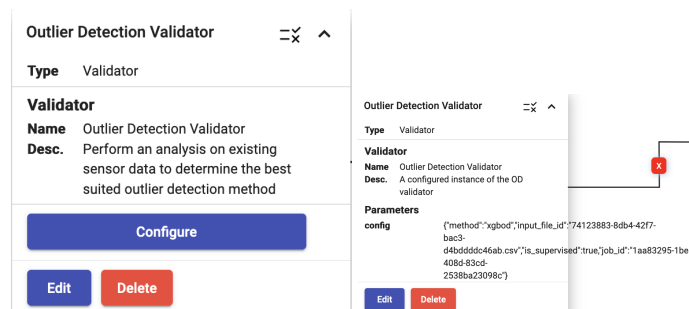 Outlier Detection Validator
Type Validator
Validator
Name Outlier Detection Validator
Desc. Perform an analysis on existing
sensor data to determine the best
suited outlier detection method
Configure
Edit Delete
Outlier Detection Validator
Type Validator
Validator
Name Outlier Detection Validator
Desc. A configured instance of the OD
validator
Parameters
config {"method":"xgbod","input_file_id":"74123883-8db4-42f7-
bac3-
d4bddddc46ab.csv","is_supervised":true,"job_id":"1aa83295-1be
408d-83cd-
2538ba23098c"}
Edit Delete
X